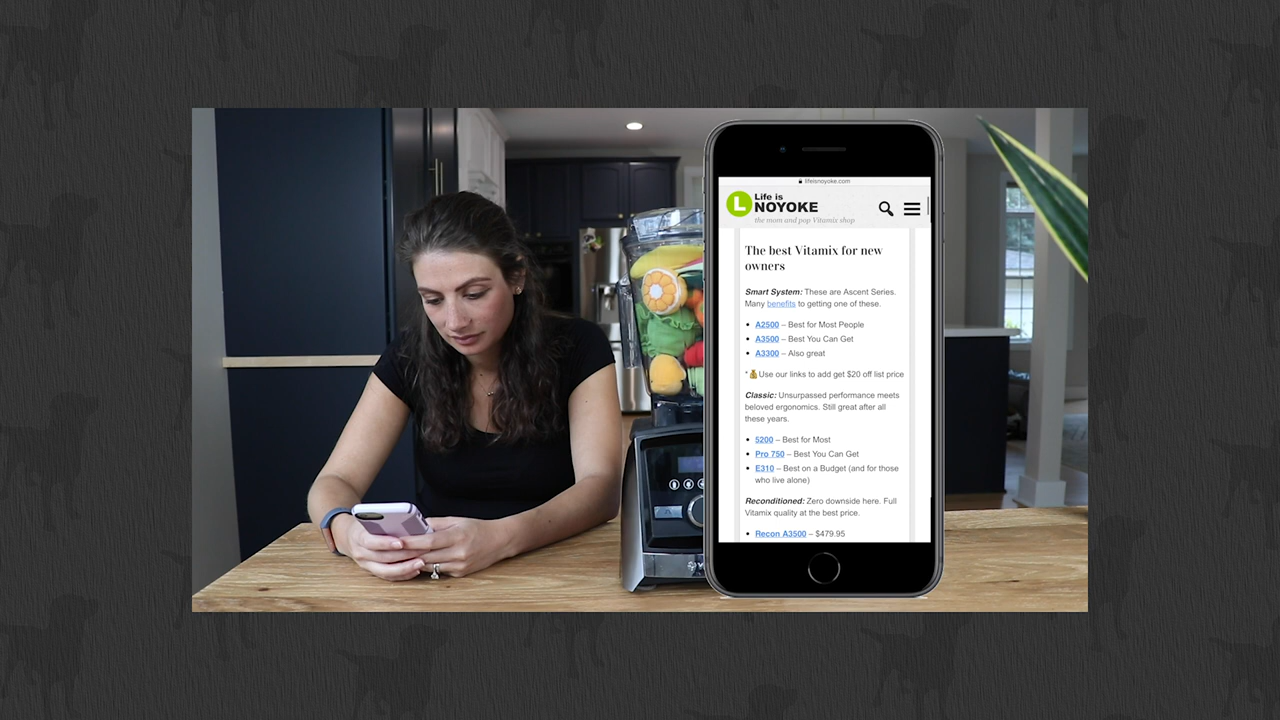 lifeisnoyoke.com
L
Life is
NOYOKE
the mom and pop Vitamix shop
The best Vitamix for new
owners
Smart System: These are Ascent Series.
Many benefits to getting one of these.
• A2500 – Best for Most People
• A3500 – Best You Can Get
• A3300 – Also great
*💰Use our links to add get $20 off list price
Classic: Unsurpassed performance meets
beloved ergonomics. Still great after all
these years.
• 5200 – Best for Most
• Pro 750 – Best You Can Get
• E310 – Best on a Budget (and for those
who live alone)
Reconditioned: Zero downside here. Full
Vitamix quality at the best price.
• Recon A3500 – $479.95